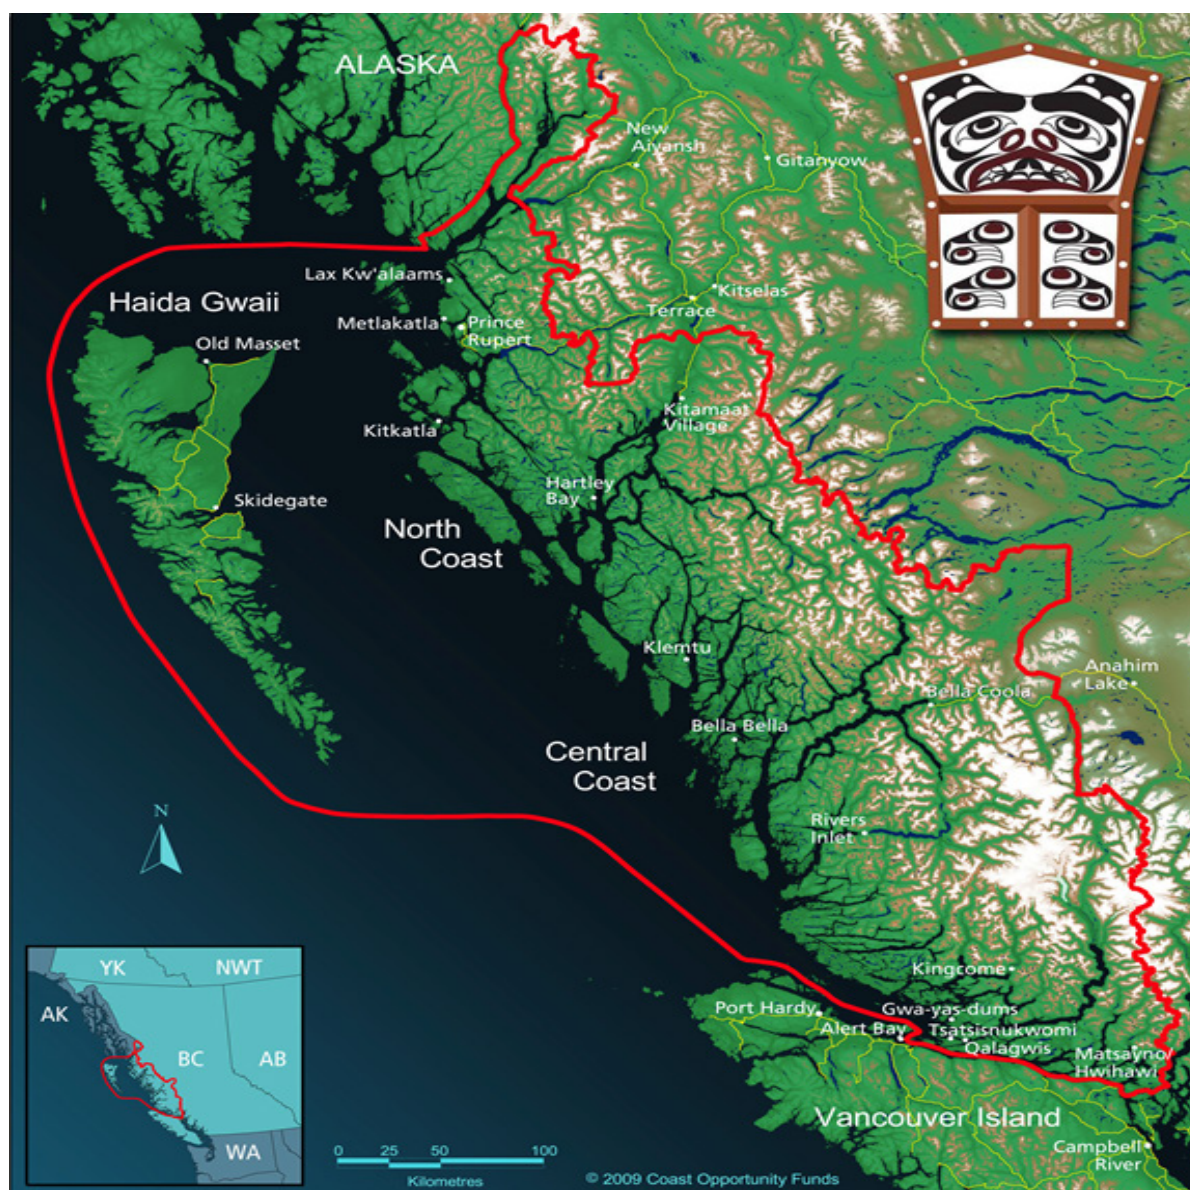 ALASKA
New
Aiyansh
Gitanyow
Lax Kw'alaams
Kitselas
Haida Gwaii
Terrace
Metlakatla
Prince
Rupert
Old Masset
Kitamaat
Village
Kitkatla
Hartley
Bay
Skidegate
North
Coast
Klemtu
Anahim
Lake
Bella Coola
Bella Bella
Central
Coast
N
Rivers
Inlet
YK
NWT
Kingcome
Port Hardy
Gwa-yas-dums
AK
Alert Bay
Tsatsisnukwomi
Qalagwis
BC
AB
Matsayno/
Hwihawi
Vancouver Island
WA
0 25 50 100
Kilometres
Campbell
River
© 2009 Coast Opportunity Funds